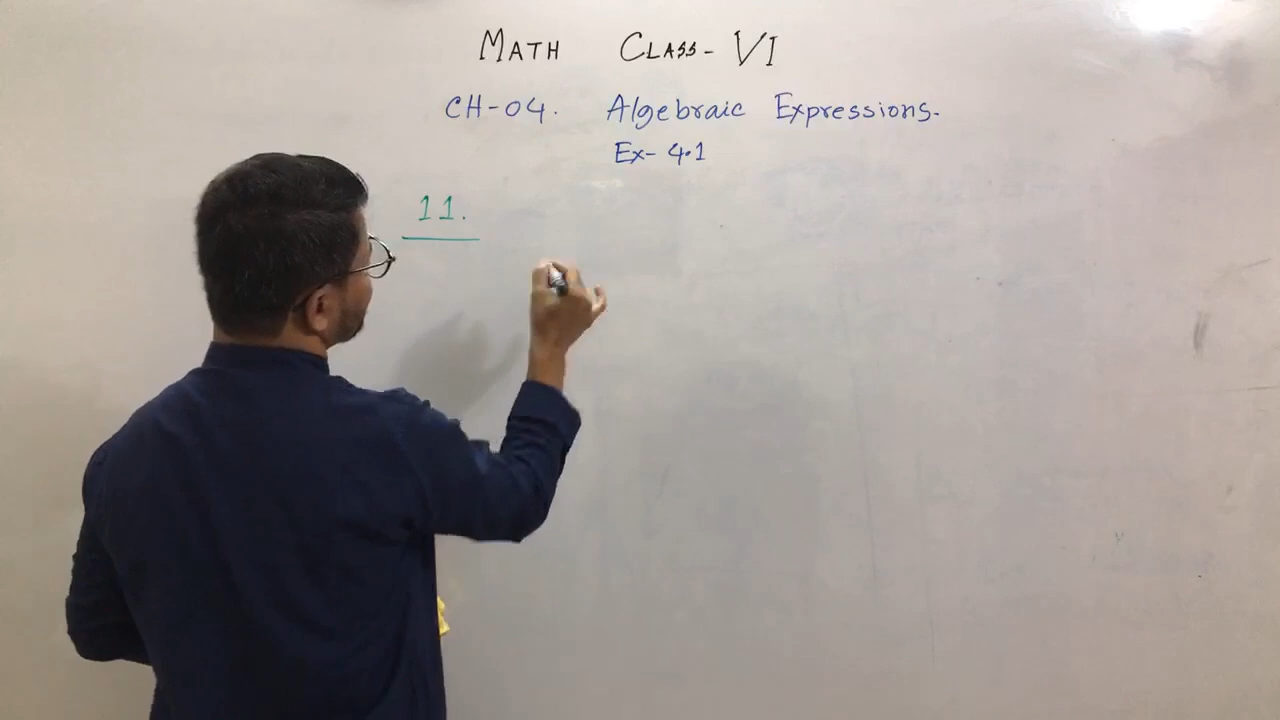 MATH CLASS- VI
CH-04. Algebraic Expressions.
Ex- 4.1
11.